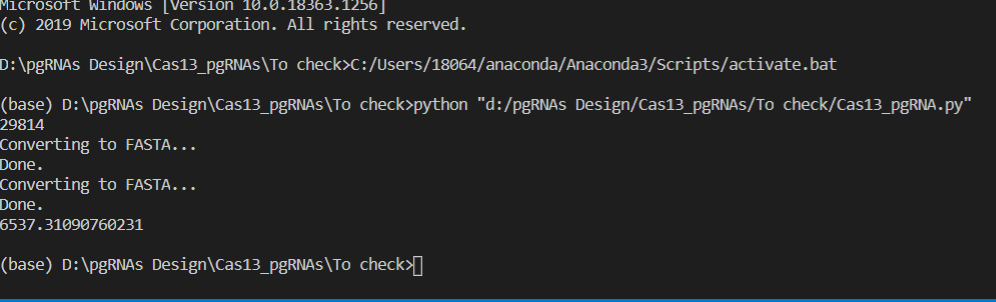 Microsoft Windows [Version 10.0.18363.1256]
(c) 2019 Microsoft Corporation. All rights reserved.
D:\pgRNAs Design\Cas13_pgRNAs\To check>C:/Users/18064/anaconda/Anaconda3/Scripts/activate.bat
(base) D:\pgRNAs Design\Cas13_pgRNAs\To check>python "d:/pgRNAs Design/Cas13_pgRNAs/To check/Cas13_pgRNA.py"
29814
Converting to FASTA...
Done.
Converting to FASTA...
Done.
6537.31090760231
(base) D:\pgRNAs Design\Cas13_pgRNAs\To check>